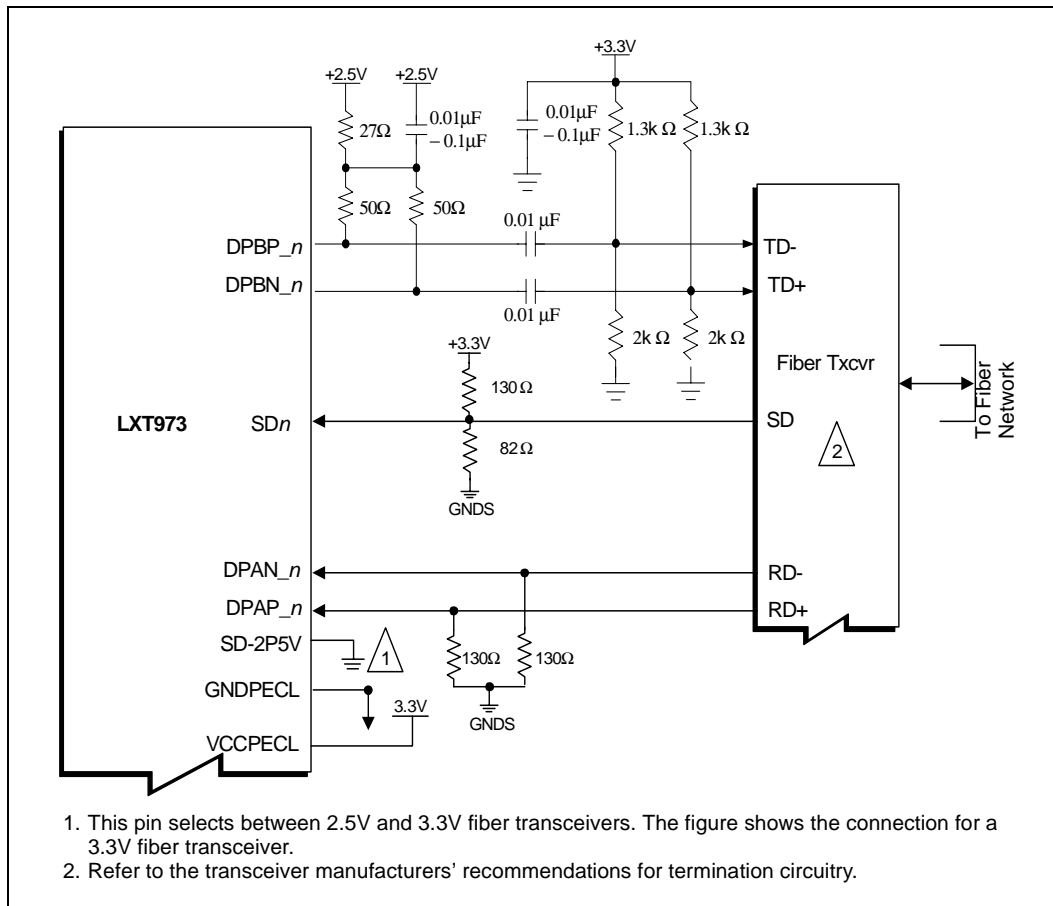 +3.3V
+2.5V
+2.5V
0.01µF
– 0.1µF
27Ω
0.01µF
– 0.1µF
1.3k Ω
1.3k Ω
50Ω
50Ω
0.01 µF
DPBP_n
TD-
DPBN_n
TD+
0.01 µF
2k Ω
2k Ω
+3.3V
130Ω
Fiber Txcvr
To Fiber
Network
LXT973
SDn
SD
2
82Ω
GNDS
DPAN_n
RD-
DPAP_n
RD+
SD-2P5V
1
130Ω
130Ω
GNDPECL
GNDS
3.3V
VCCPECL
1. This pin selects between 2.5V and 3.3V fiber transceivers. The figure shows the connection for a
3.3V fiber transceiver.
2. Refer to the transceiver manufacturers' recommendations for termination circuitry.